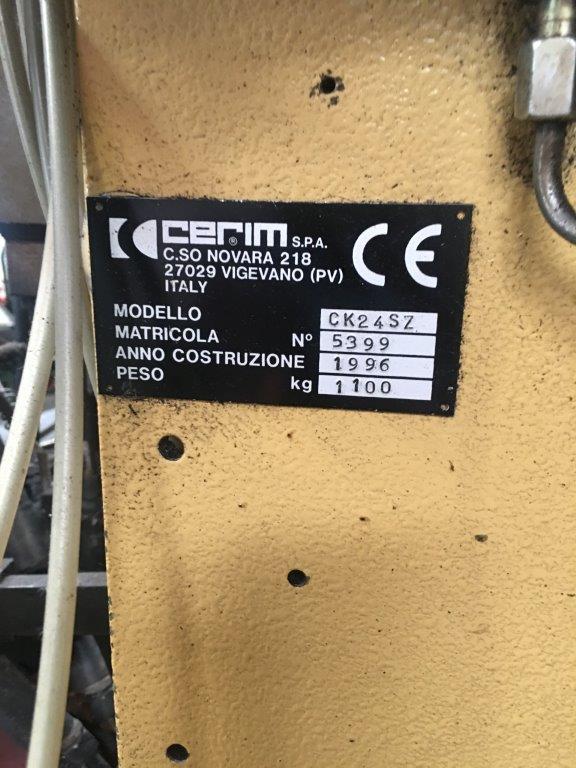 cerim® S.P.A.
C.SO NOVARA 218
27029 VIGEVANO (PV)
ITALY
CE
MODELLO CK24SZ
MATRICOLA N° 5399
ANNO COSTRUZIONE 1996
PESO kg 1100